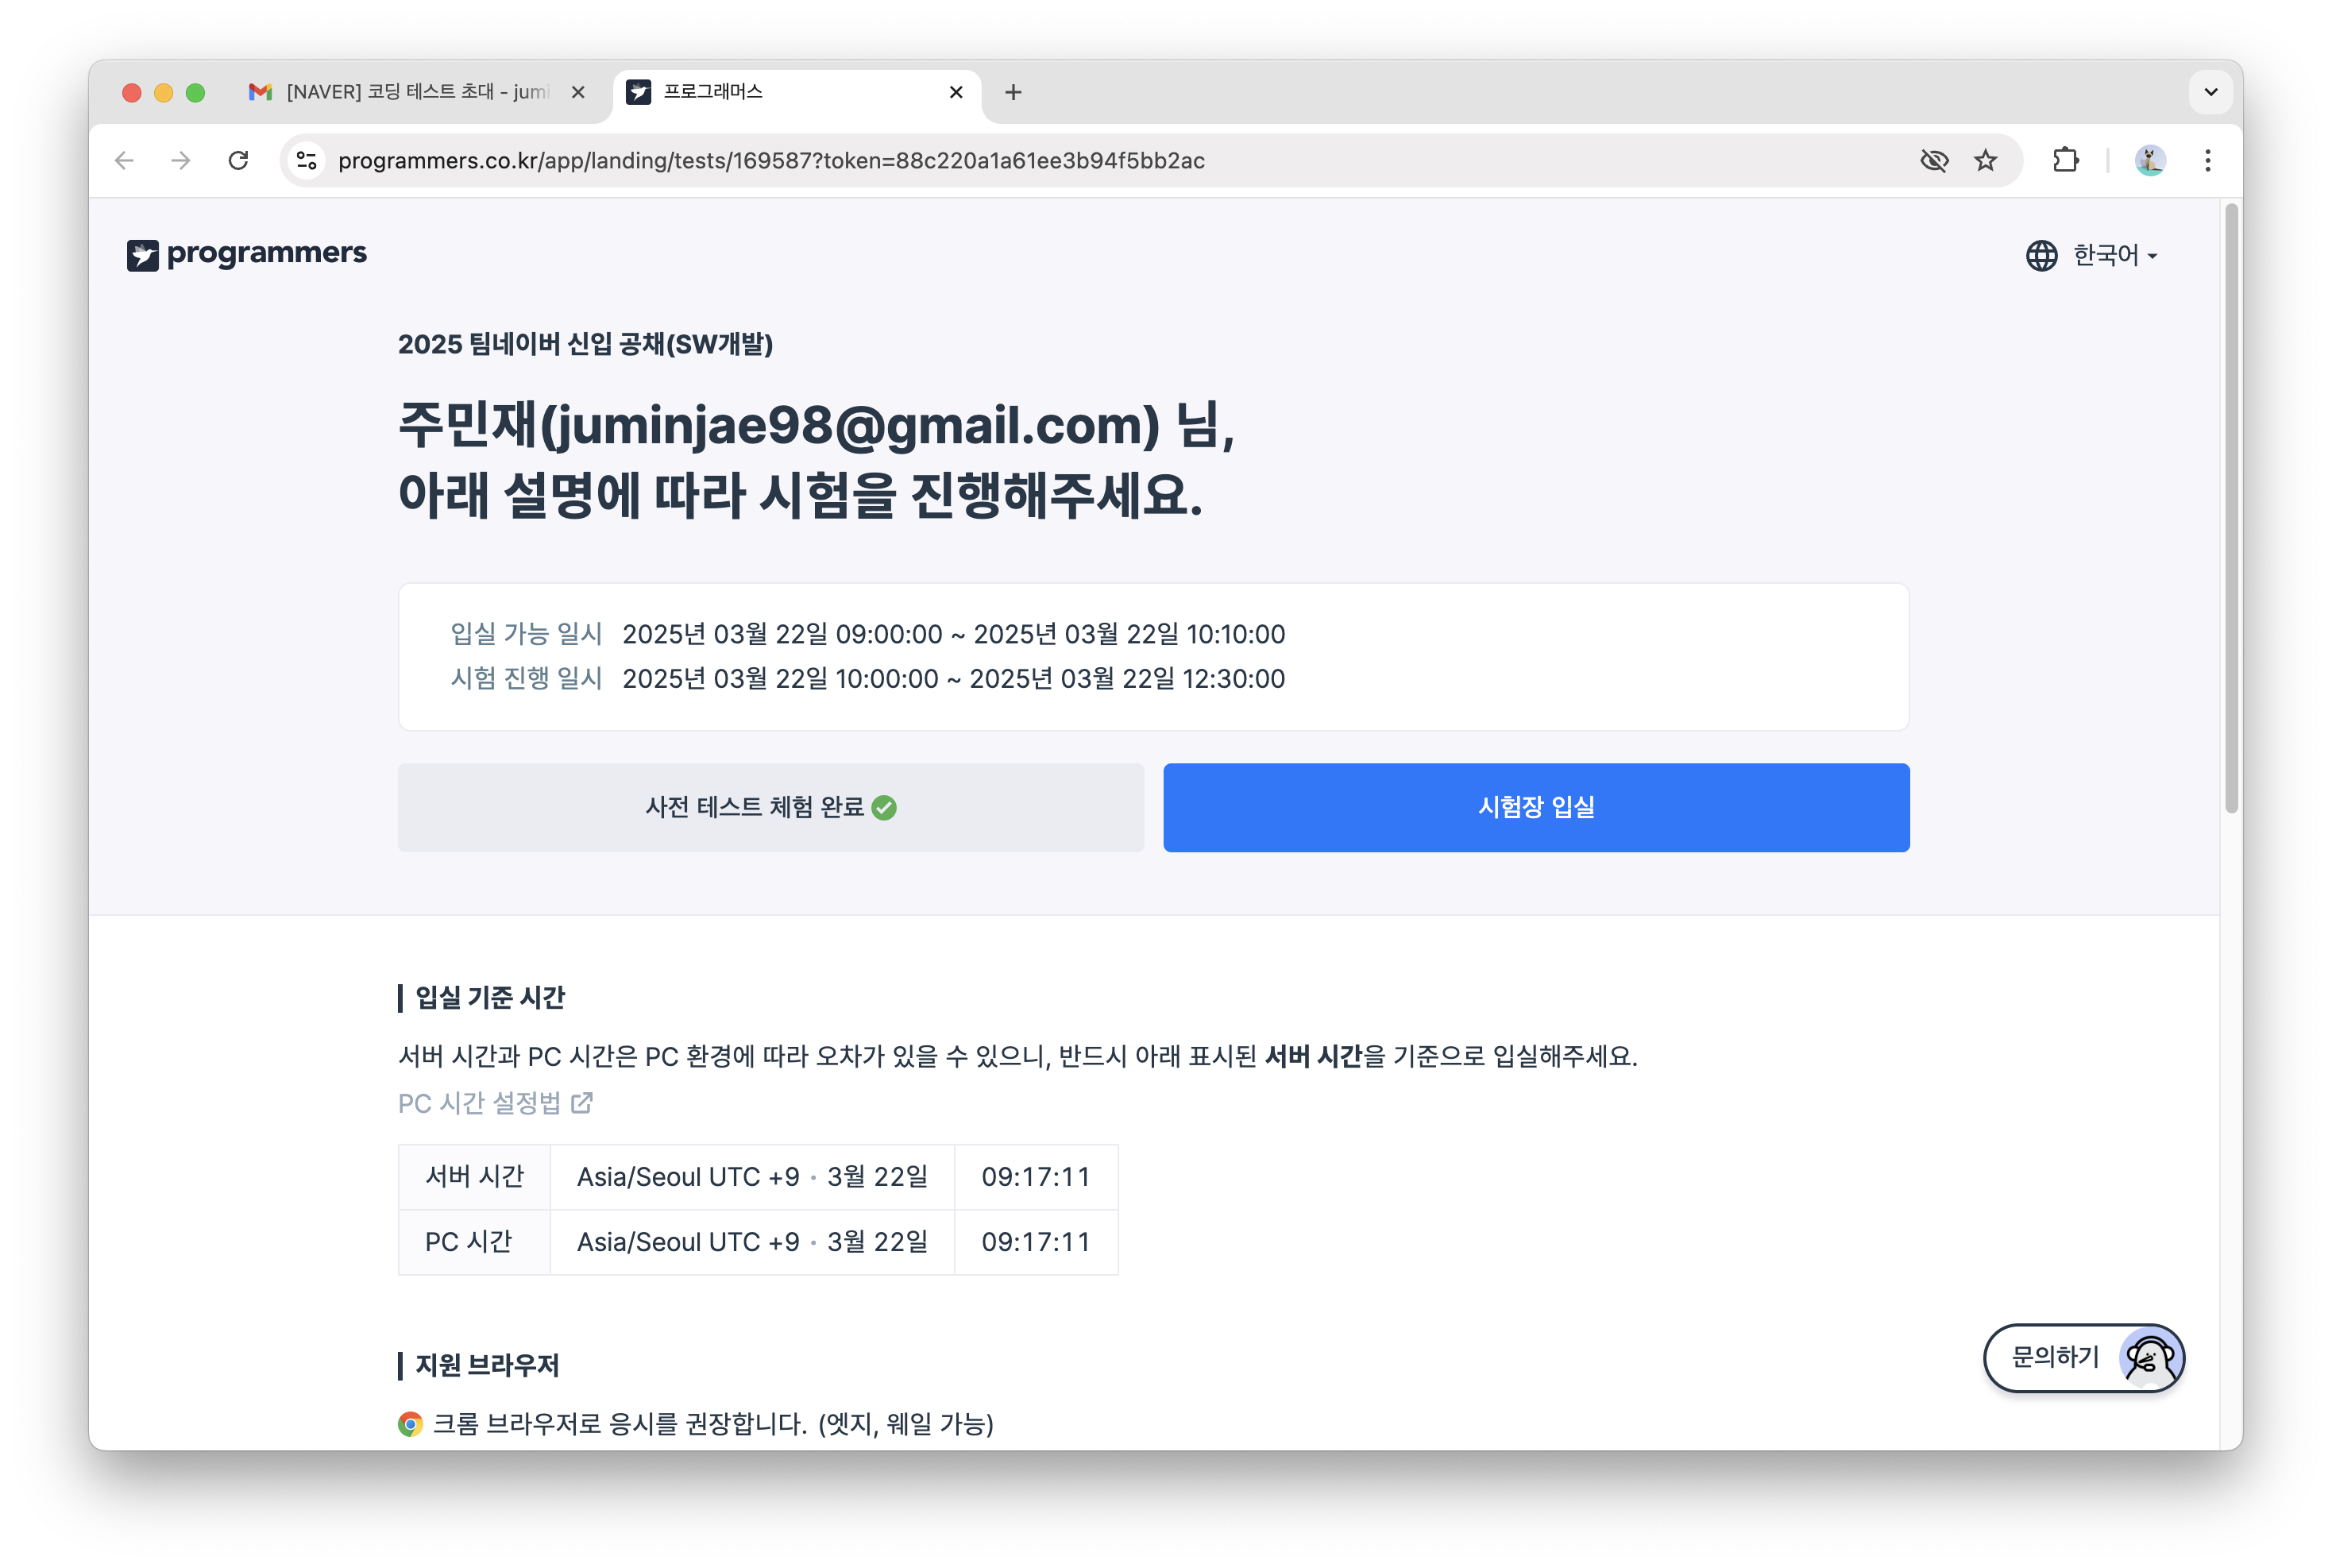 [NAVER] 코딩 테스트 초대 - jumi
프로그래머스
programmers.co.kr/app/landing/tests/169587?token=88c220a1a61ee3b94f5bb2ac
programmers
한국어
2025 팀네이버 신입 공채(SW개발)
주민재(juminjae98@gmail.com) 님,
아래 설명에 따라 시험을 진행해주세요.
입실 가능 일시 2025년 03월 22일 09:00:00 ~ 2025년 03월 22일 10:10:00
시험 진행 일시 2025년 03월 22일 10:00:00 ~ 2025년 03월 22일 12:30:00
사전 테스트 체험 완료
시험장 입실
입실 기준 시간
서버 시간과 PC 시간은 PC 환경에 따라 오차가 있을 수 있으니, 반드시 아래 표시된 서버 시간을 기준으로 입실해주세요.
PC 시간 설정법
서버 시간 Asia/Seoul UTC +9 • 3월 22일 09:17:11
PC 시간 Asia/Seoul UTC +9 • 3월 22일 09:17:11
지원 브라우저
크롬 브라우저로 응시를 권장합니다. (엣지, 웨일 가능)
문의하기